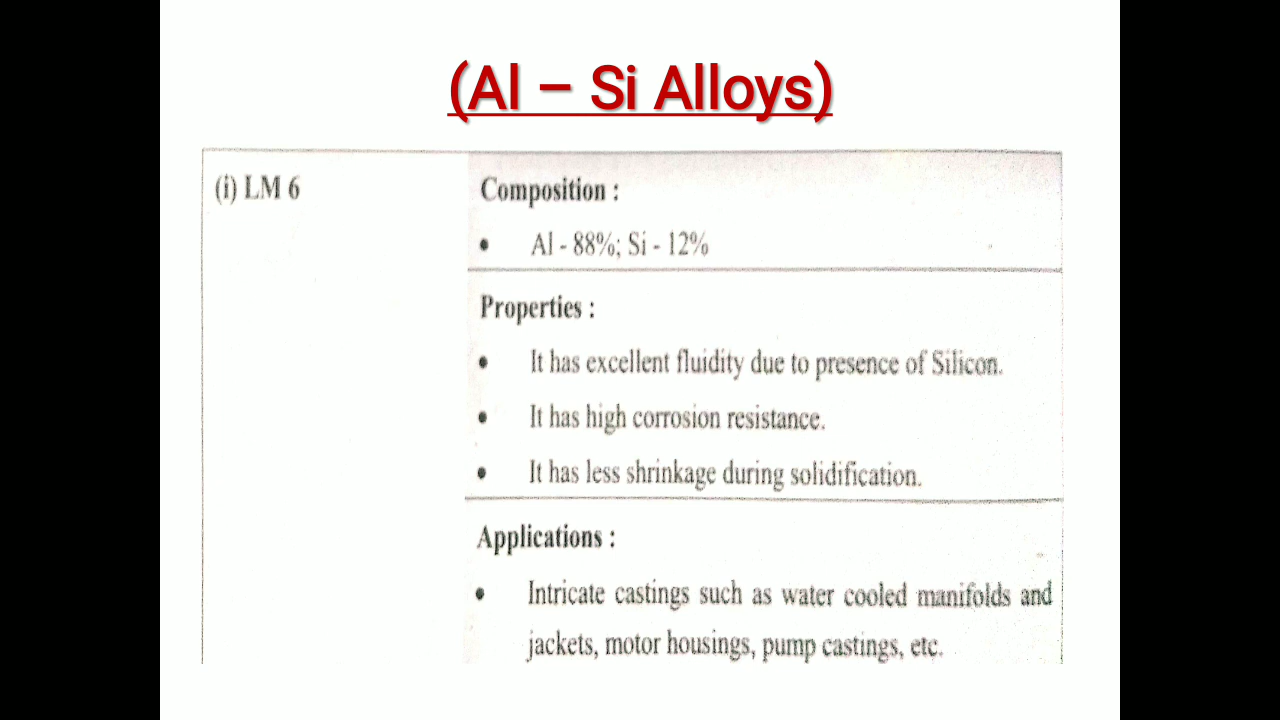 (Al – Si Alloys)
(i) LM 6
Composition :
• Al - 88%; Si - 12%
Properties :
• It has excellent fluidity due to presence of Silicon.
• It has high corrosion resistance.
• It has less shrinkage during solidification.
Applications :
• Intricate castings such as water cooled manifolds and
jackets, motor housings, pump castings, etc.